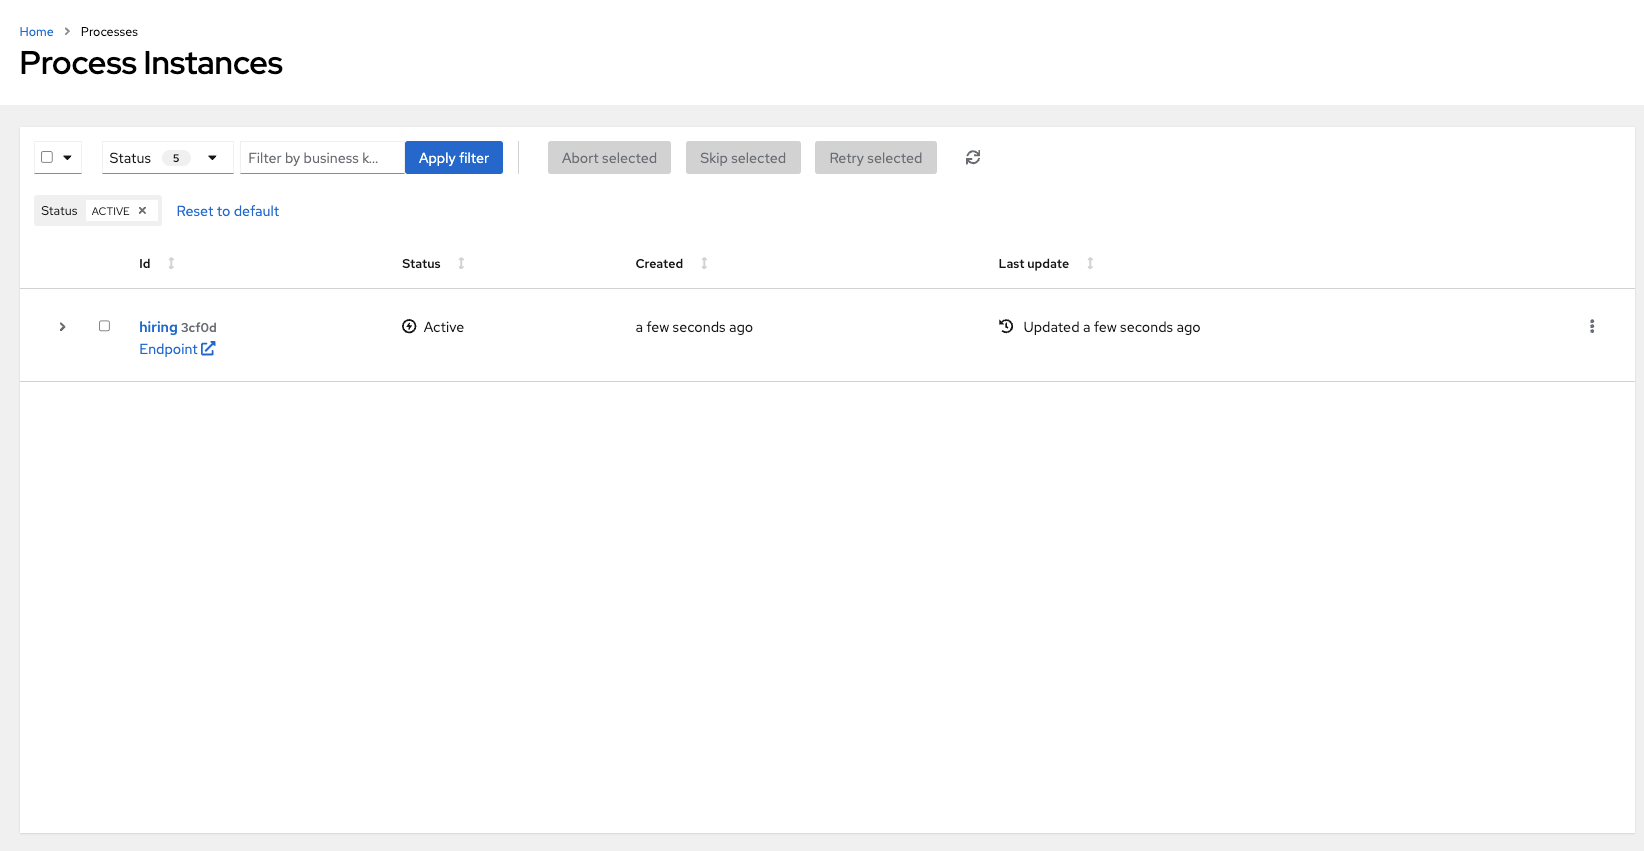 Home Processes
Process Instances
Status 5 Filter by business k... Apply filter Abort selected Skip selected Retry selected
Status ACTIVE Reset to default
Id Status Created Last update
hiring 3cf0d Active a few seconds ago Updated a few seconds ago
Endpoint